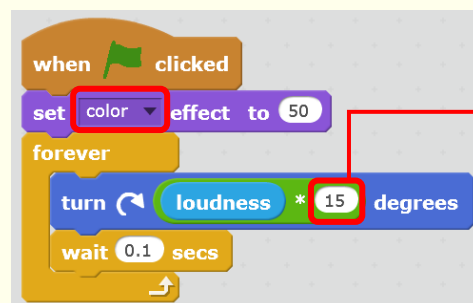 when clicked
set color effect to 50
forever
turn loudness * 15 degrees
wait 0.1 secs